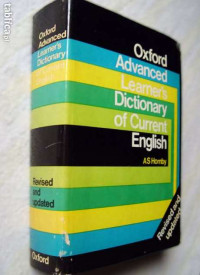 Oxford
Advanced
Learner's
Dictionary
Revised
and
updated
Oxford
Oxford
Advanced
Learner's
Dictionary
of Current
English
AS Hornby
Revised and
updated